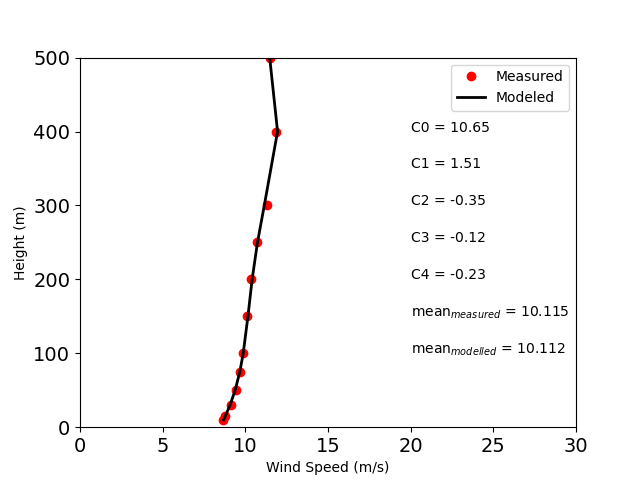 500
400
300
200
100
0
Height (m)
0 5 10 15 20 25 30
Wind Speed (m/s)
Measured
Modeled
C0 = 10.65
C1 = 1.51
C2 = -0.35
C3 = -0.12
C4 = -0.23
mean_measured = 10.115
mean_modelled = 10.112